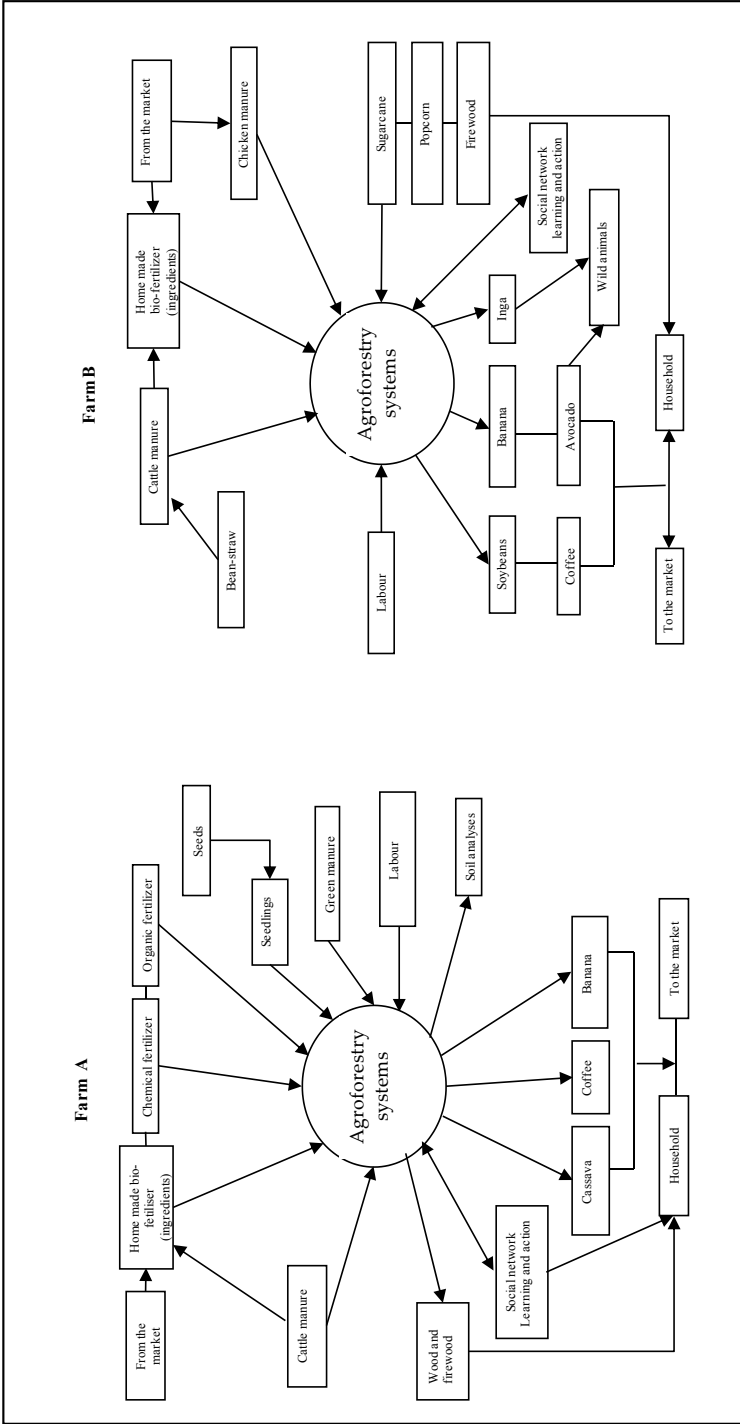 Farm A
From the
market
Home made bio-
fetiliser
(ingredients)
Chemical fertilizer
Organic fertilizer
Seeds
Cattle manure
Seedlings
Green manure
Labour
Agroforestry
systems
Soil analyses
Wood and
firewood
Social network
Learning and action
Cassava
Coffee
Banana
Household
To the market
Farm B
Cattle manure
Home made
bio-fertilizer
(ingredients)
From the market
Bean-straw
Chicken manure
Labour
Agroforestry
systems
Sugarcane
Popcorn
Firewood
Soybeans
Banana
Inga
Social network
learning and action
Coffee
Avocado
Wild animals
To the market
Household